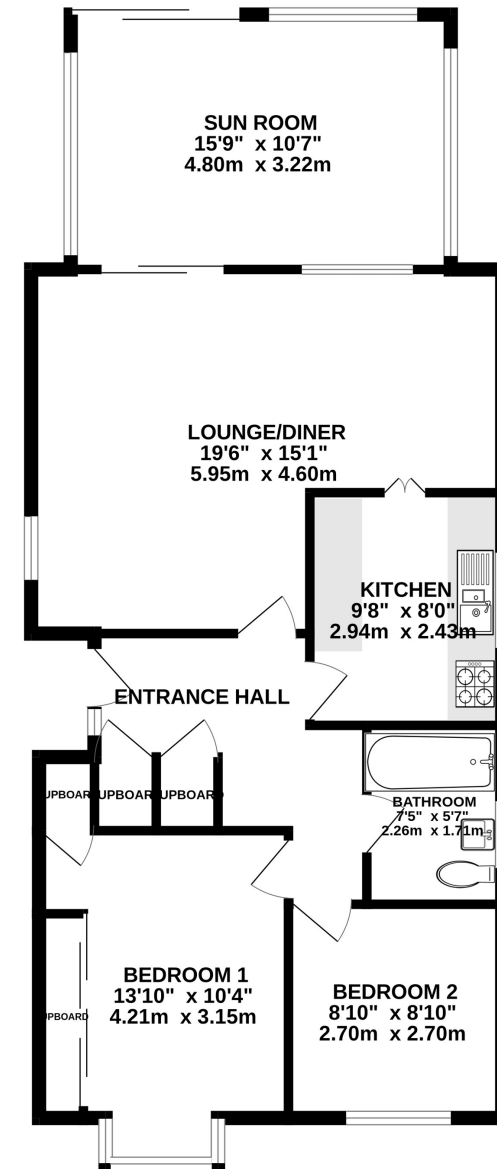 SUN ROOM
15'9" x 10'7"
4.80m x 3.22m
LOUNGE/DINER
19'6" x 15'1"
5.95m x 4.60m
KITCHEN
9'8" x 8'0"
2.94m x 2.43m
ENTRANCE HALL
UPBOAR
UPBOAR
UPBOARD
BATHROOM
7'5" x 5'7"
2.26m x 1.71m
BEDROOM 1
13'10" x 10'4"
4.21m x 3.15m
UPBOARD
BEDROOM 2
8'10" x 8'10"
2.70m x 2.70m